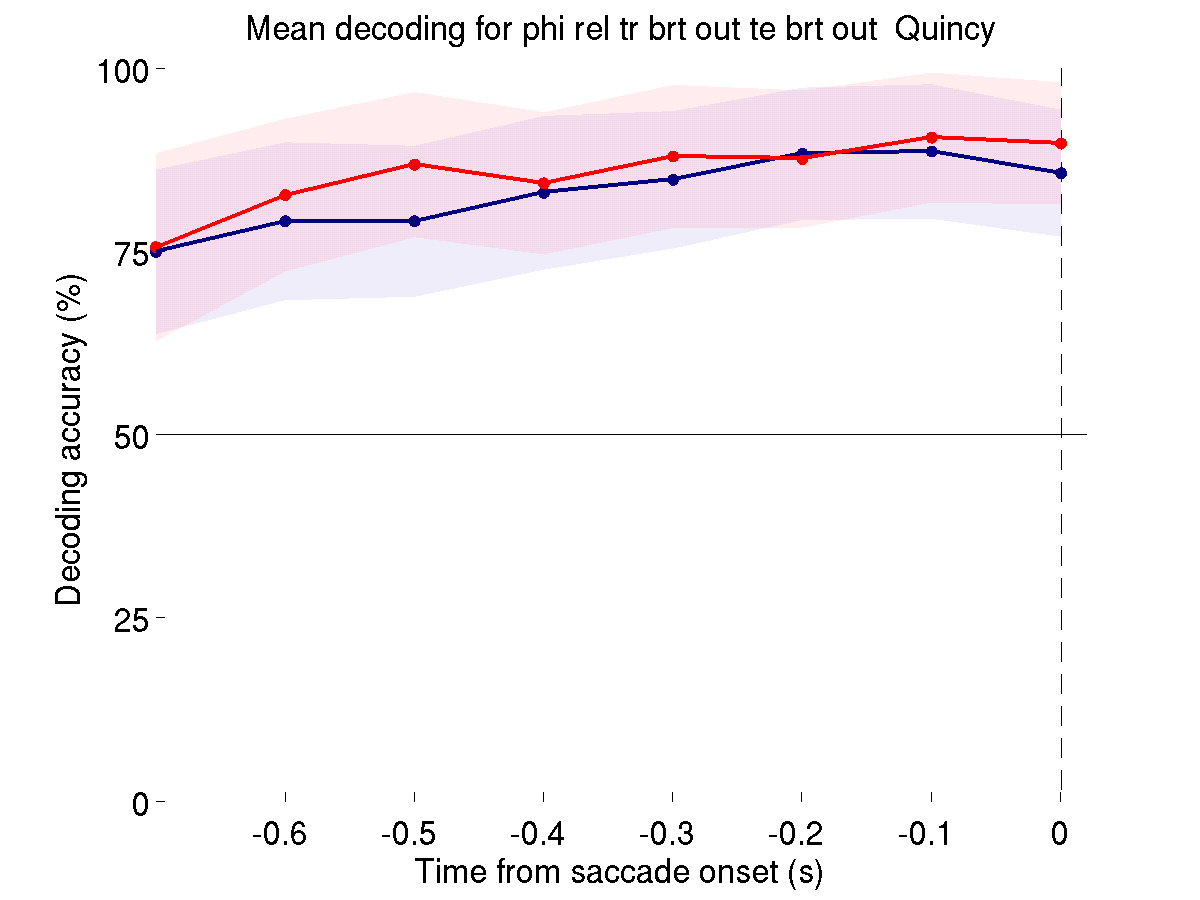 Mean decoding for phi rel tr brt out te brt out  Quincy
100
75
50
25
0
Decoding accuracy (%)
-0.6 -0.5 -0.4 -0.3 -0.2 -0.1 0
Time from saccade onset (s)